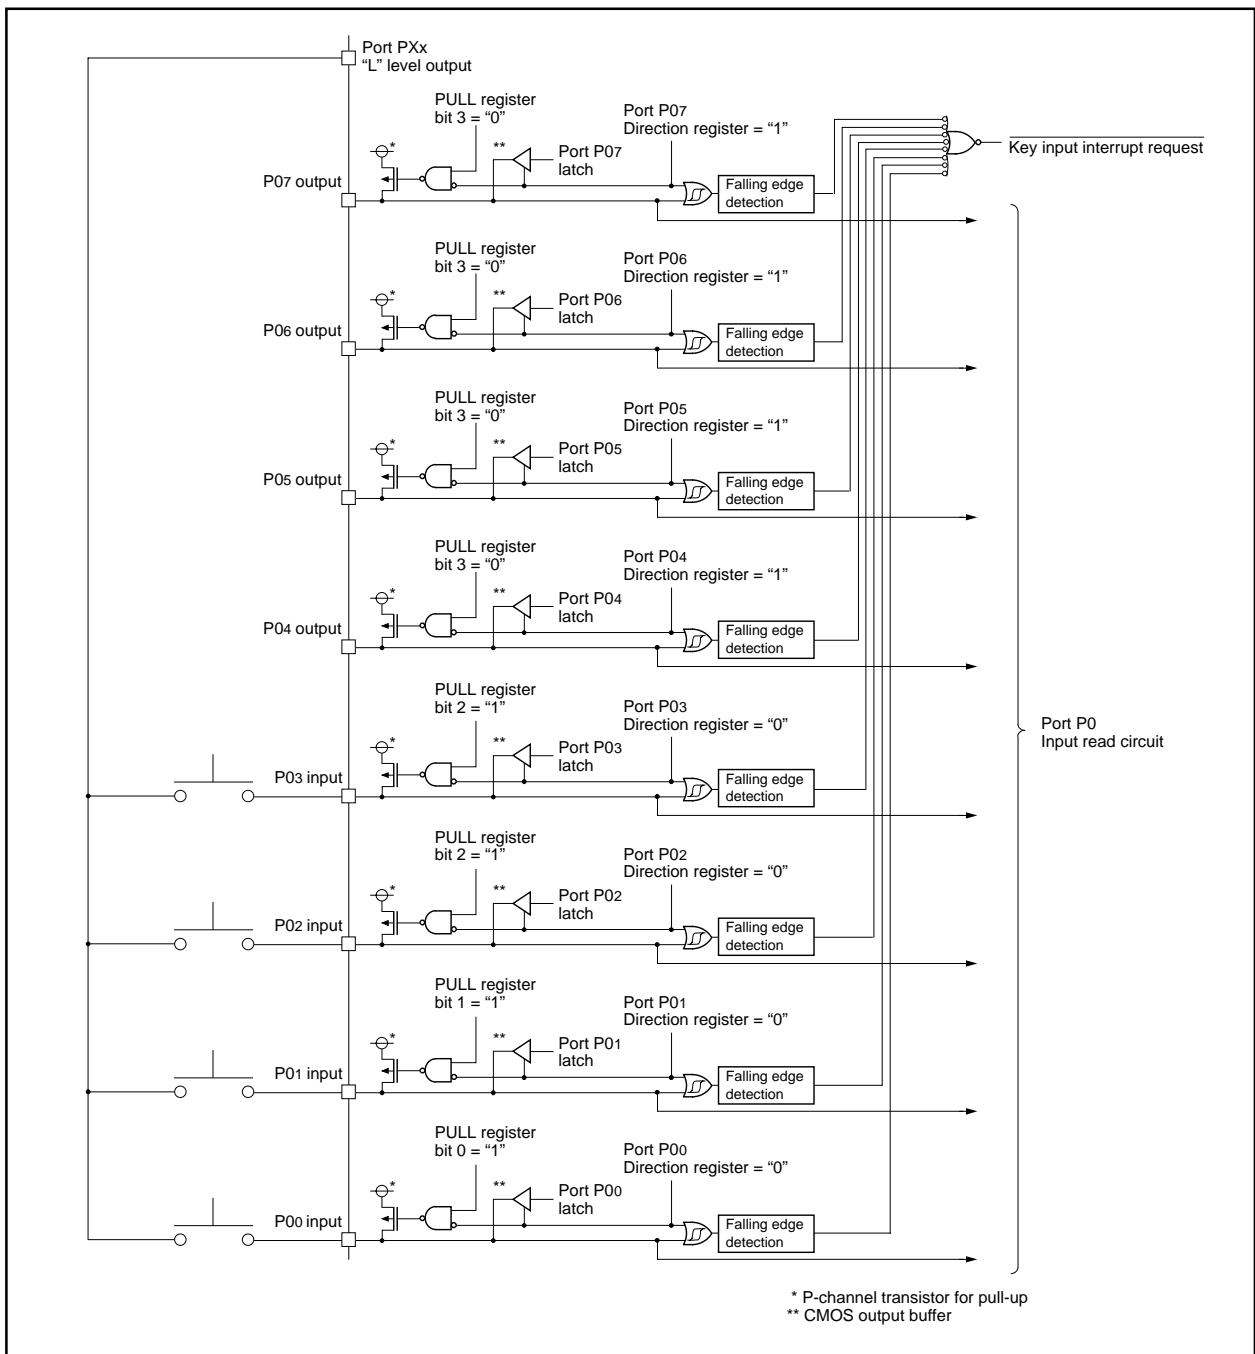 Port PXx
“L” level output
PULL register
bit 3 = “0”
Port P07
Direction register = “1”
*
**
Port P07
latch
P07 output
Falling edge
detection
Key input interrupt request
PULL register
bit 3 = “0”
Port P06
Direction register = “1”
*
**
Port P06
latch
P06 output
Falling edge
detection
PULL register
bit 3 = “0”
Port P05
Direction register = “1”
*
**
Port P05
latch
P05 output
Falling edge
detection
PULL register
bit 3 = “0”
Port P04
Direction register = “1”
*
**
Port P04
latch
P04 output
Falling edge
detection
PULL register
bit 2 = “1”
Port P03
Direction register = “0”
*
**
Port P03
latch
P03 input
Falling edge
detection
Port P0
Input read circuit
PULL register
bit 2 = “1”
Port P02
Direction register = “0”
*
**
Port P02
latch
P02 input
Falling edge
detection
PULL register
bit 1 = “1”
Port P01
Direction register = “0”
*
**
Port P01
latch
P01 input
Falling edge
detection
PULL register
bit 0 = “1”
Port P00
Direction register = “0”
*
**
Port P00
latch
P00 input
Falling edge
detection
* P-channel transistor for pull-up
** CMOS output buffer